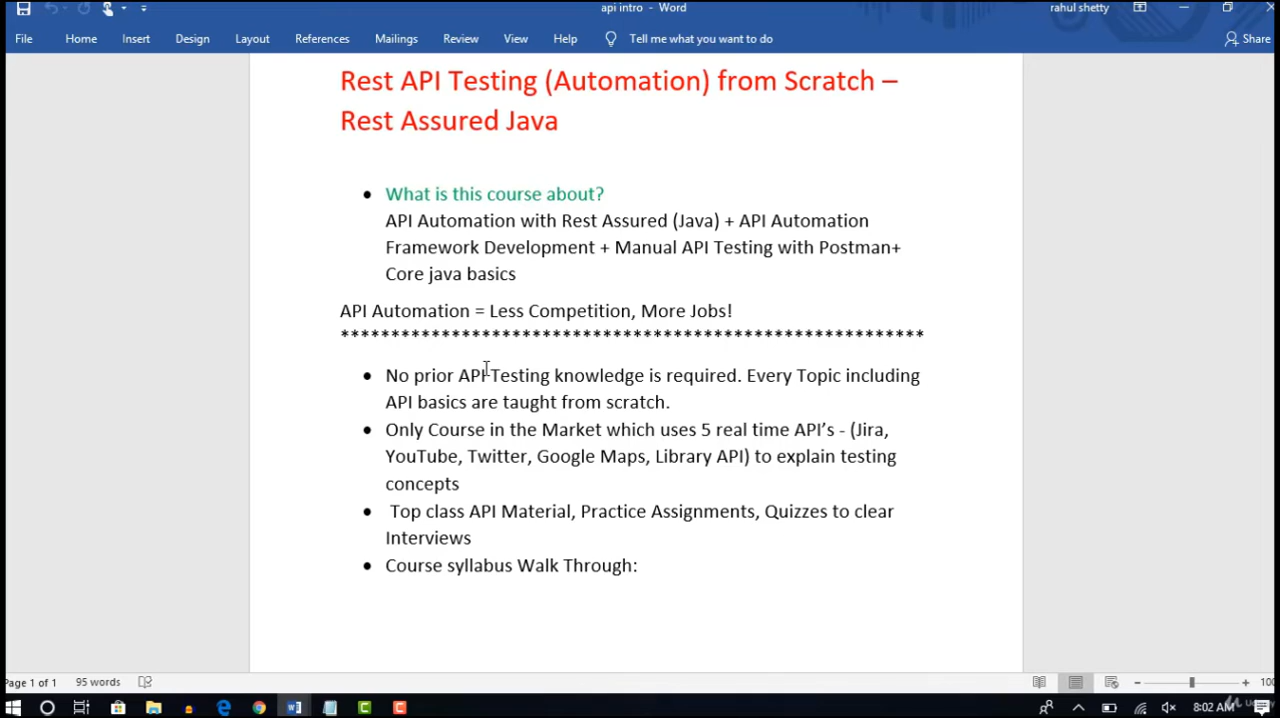 api intro - Word
rahul shetty
File Home Insert Design Layout References Mailings Review View Help Tell me what you want to do Share
Rest API Testing (Automation) from Scratch –
Rest Assured Java
• What is this course about?
API Automation with Rest Assured (Java) + API Automation
Framework Development + Manual API Testing with Postman+
Core java basics
API Automation = Less Competition, More Jobs!
**********************************************************
• No prior API Testing knowledge is required. Every Topic including
API basics are taught from scratch.
• Only Course in the Market which uses 5 real time API’s - (Jira,
YouTube, Twitter, Google Maps, Library API) to explain testing
concepts
• Top class API Material, Practice Assignments, Quizzes to clear
Interviews
• Course syllabus Walk Through:
Page 1 of 1 95 words
8:02 AM